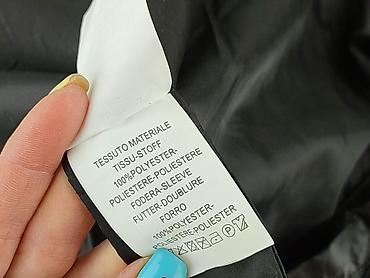 TESSUTO MATERIALE
TISSU-STOFF
100%POLYESTER-
POLIESTERE-POLIESTERE
FODERA-SLEEVE
FUTTER-DOUBLURE
FORRO
100%POLYESTER-
POLIESTERE,POLIESTER